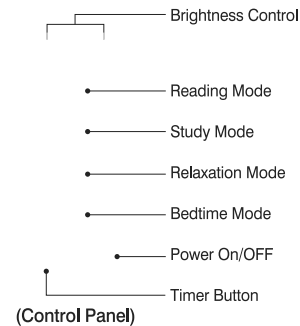 Brightness Control
Reading Mode
Study Mode
Relaxation Mode
Bedtime Mode
Power On/OFF
Timer Button
(Control Panel)